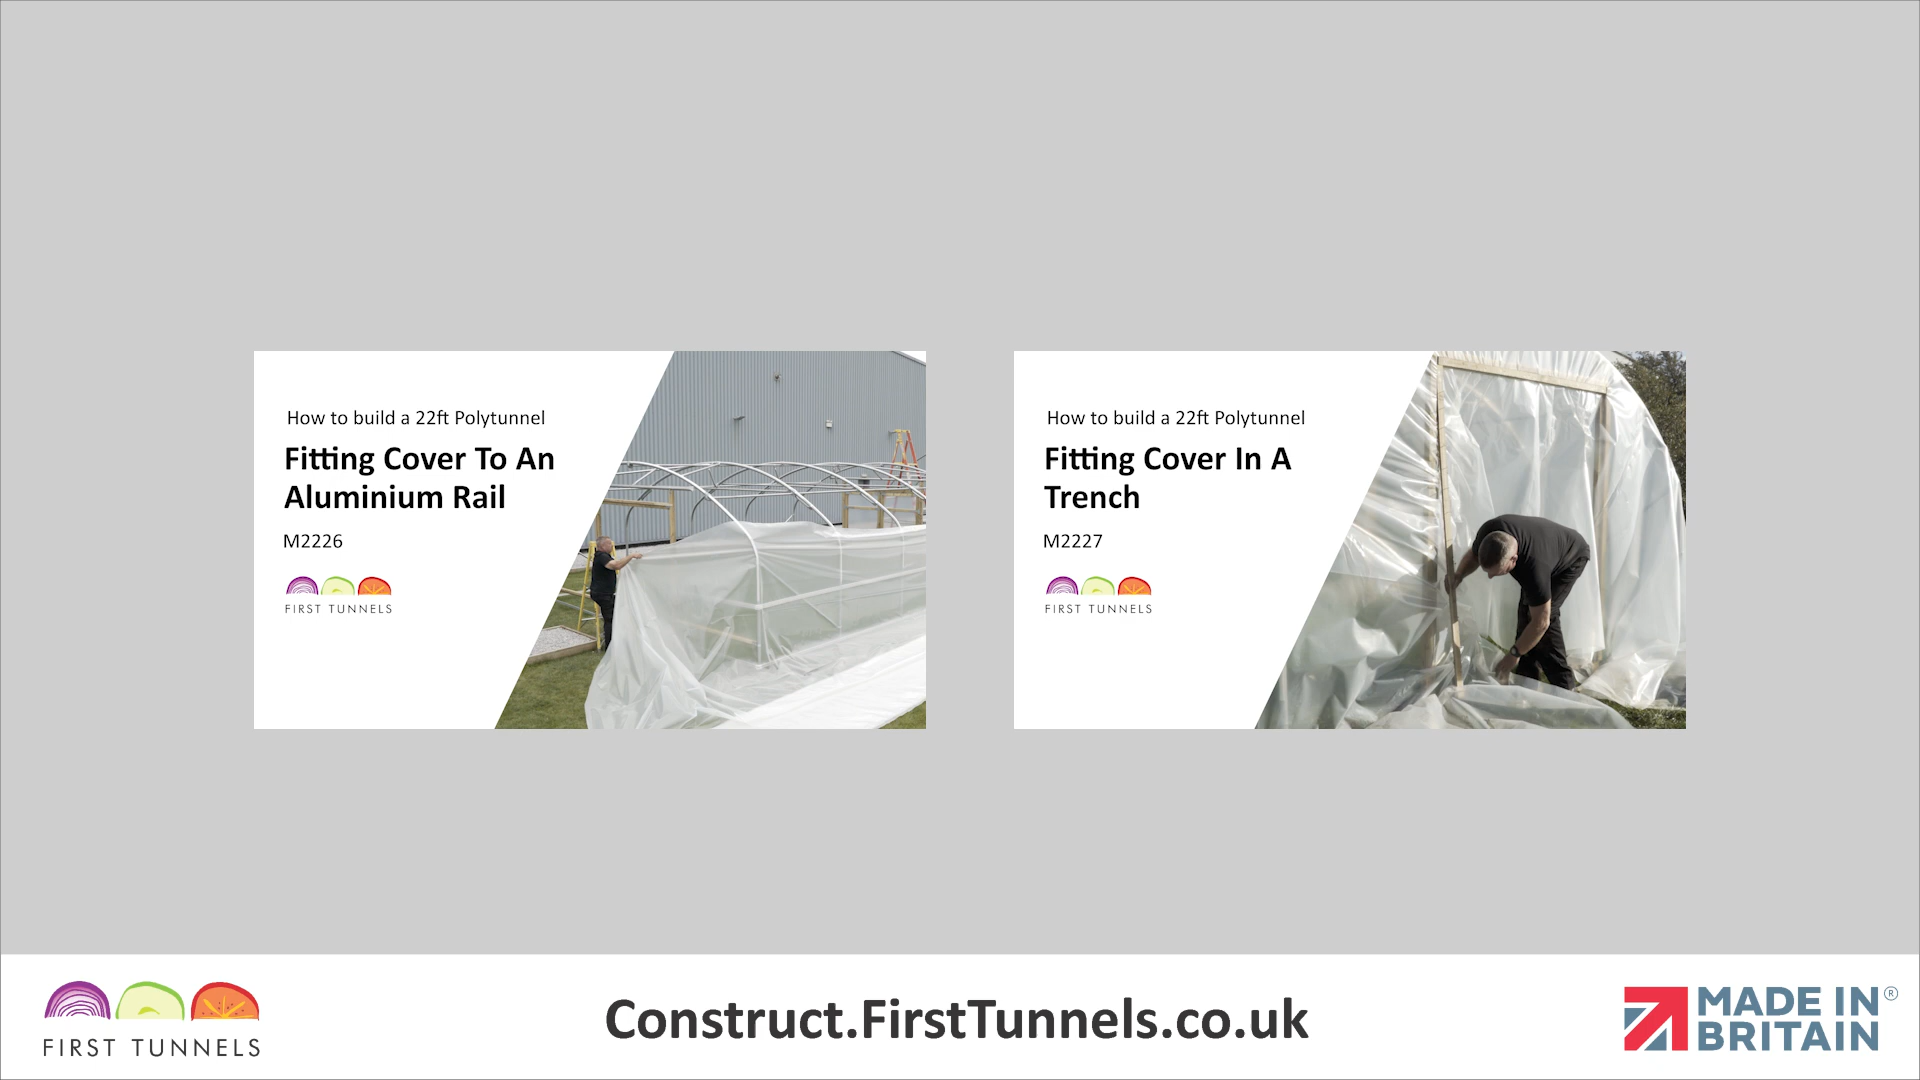 How to build a 22ft Polytunnel
Fitting Cover To An
Aluminium Rail
M2226
FIRST TUNNELS
How to build a 22ft Polytunnel
Fitting Cover In A
Trench
M2227
FIRST TUNNELS
FIRST TUNNELS
Construct.FirstTunnels.co.uk
MADE IN ®
BRITAIN